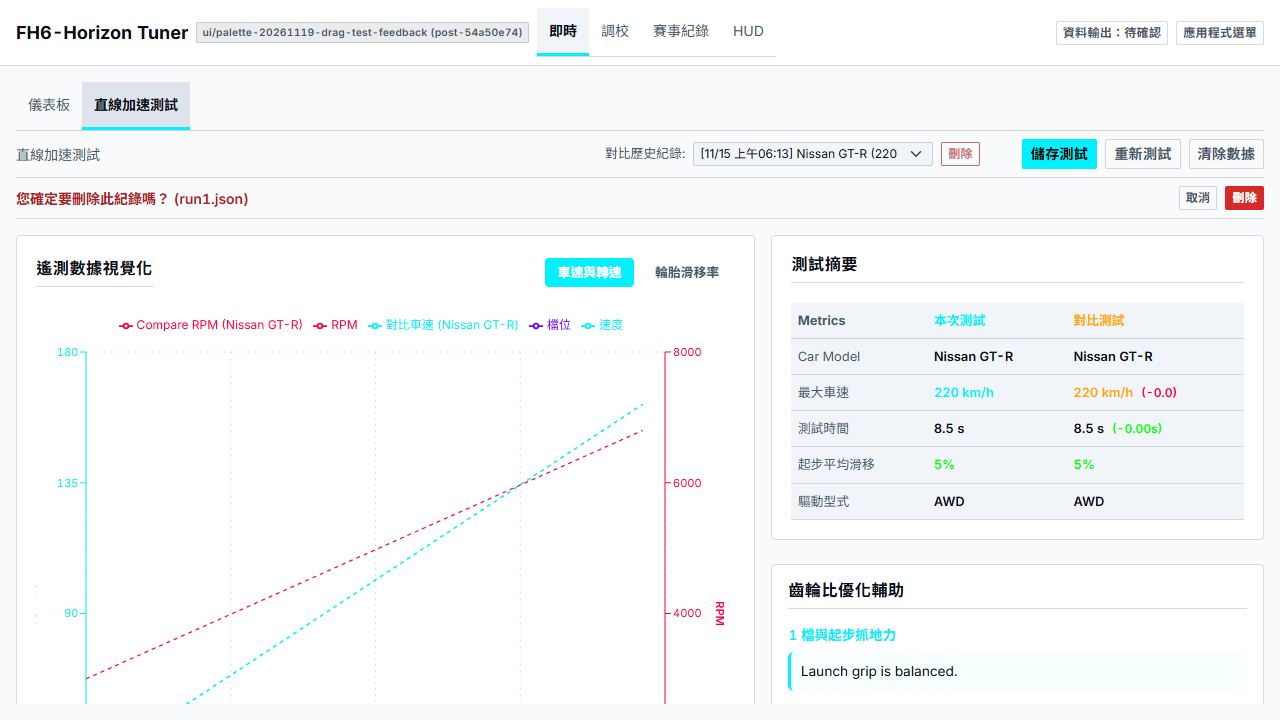 FH6-Horizon Tuner
ui/palette-20261119-drag-test-feedback (post-54a50e74)
即時
調校
賽事紀錄
HUD
資料輸出：待確認
應用程式選單
儀表板
直線加速測試
直線加速測試
對比歷史紀錄:
[11/15 上午06:13] Nissan GT-R (220
刪除
儲存測試
重新測試
清除數據
您確定要刪除此紀錄嗎？ (run1.json)
取消
刪除
遙測數據視覺化
車速與轉速
輪胎滑移率
Compare RPM (Nissan GT-R)
RPM
對比車速 (Nissan GT-R)
檔位
速度
180
135
90
8000
6000
4000
RPM
測試摘要
Metrics 本次測試 對比測試
Car Model Nissan GT-R Nissan GT-R
最大車速 220 km/h 220 km/h (-0.0)
測試時間 8.5 s 8.5 s (-0.00s)
起步平均滑移 5% 5%
驅動型式 AWD AWD
齒輪比優化輔助
1 檔與起步抓地力
Launch grip is balanced.